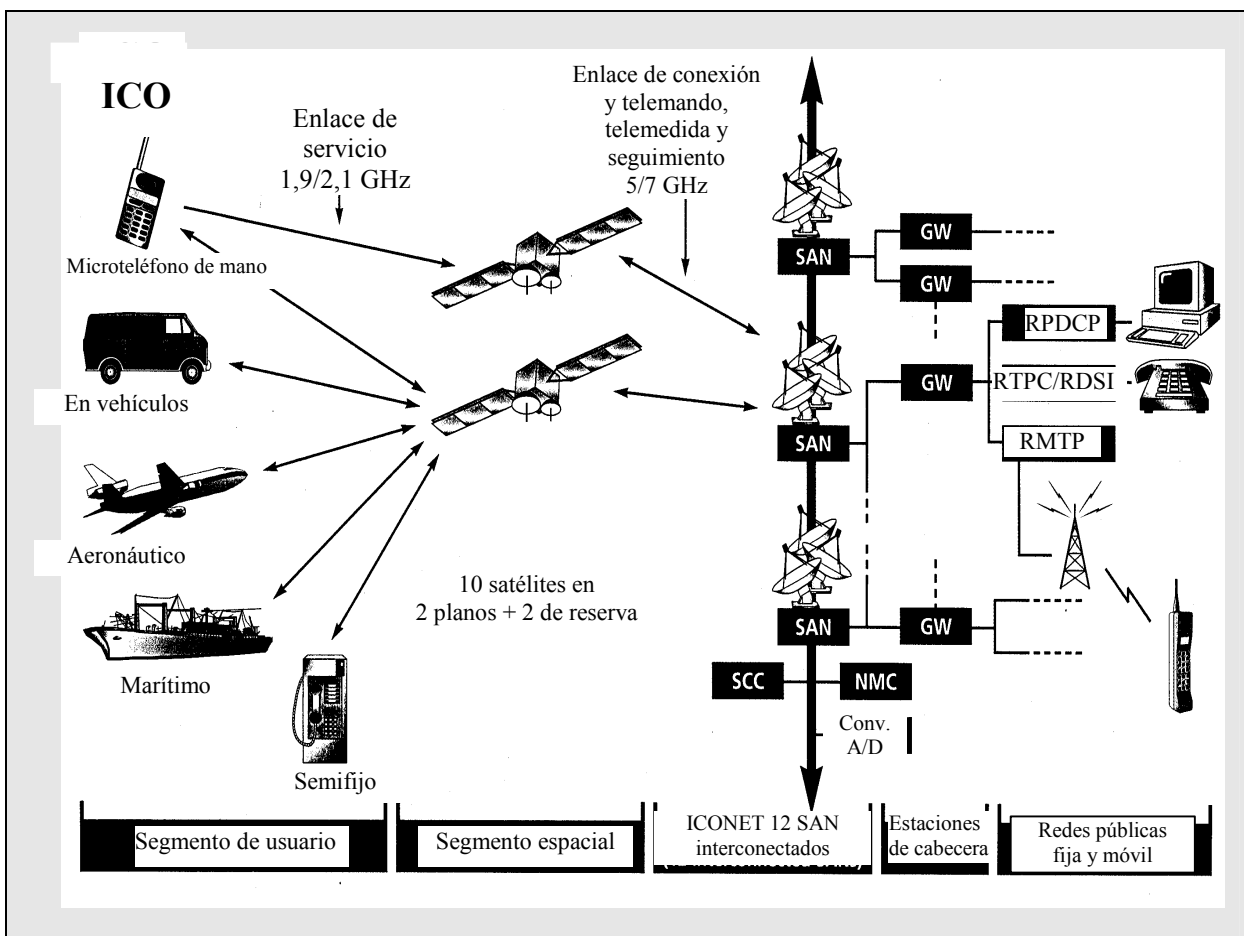 ICO
Enlace de
servicio
1,9/2,1 GHz
Enlace de conexión
y telemando,
telemedida y
seguimiento
5/7 GHz
Microteléfono de mano
En vehículos
Aeronáutico
Marítimo
Semifijo
10 satélites en
2 planos + 2 de reserva
SAN
GW
GW
SAN
GW
RPDCP
RTPC/RDSI
RMTP
SAN
GW
SCC
NMC
Conv.
A/D
Segmento de usuario
Segmento espacial
ICONET 12 SAN
interconectados
Estaciones
de cabecera
Redes públicas
fija y móvil